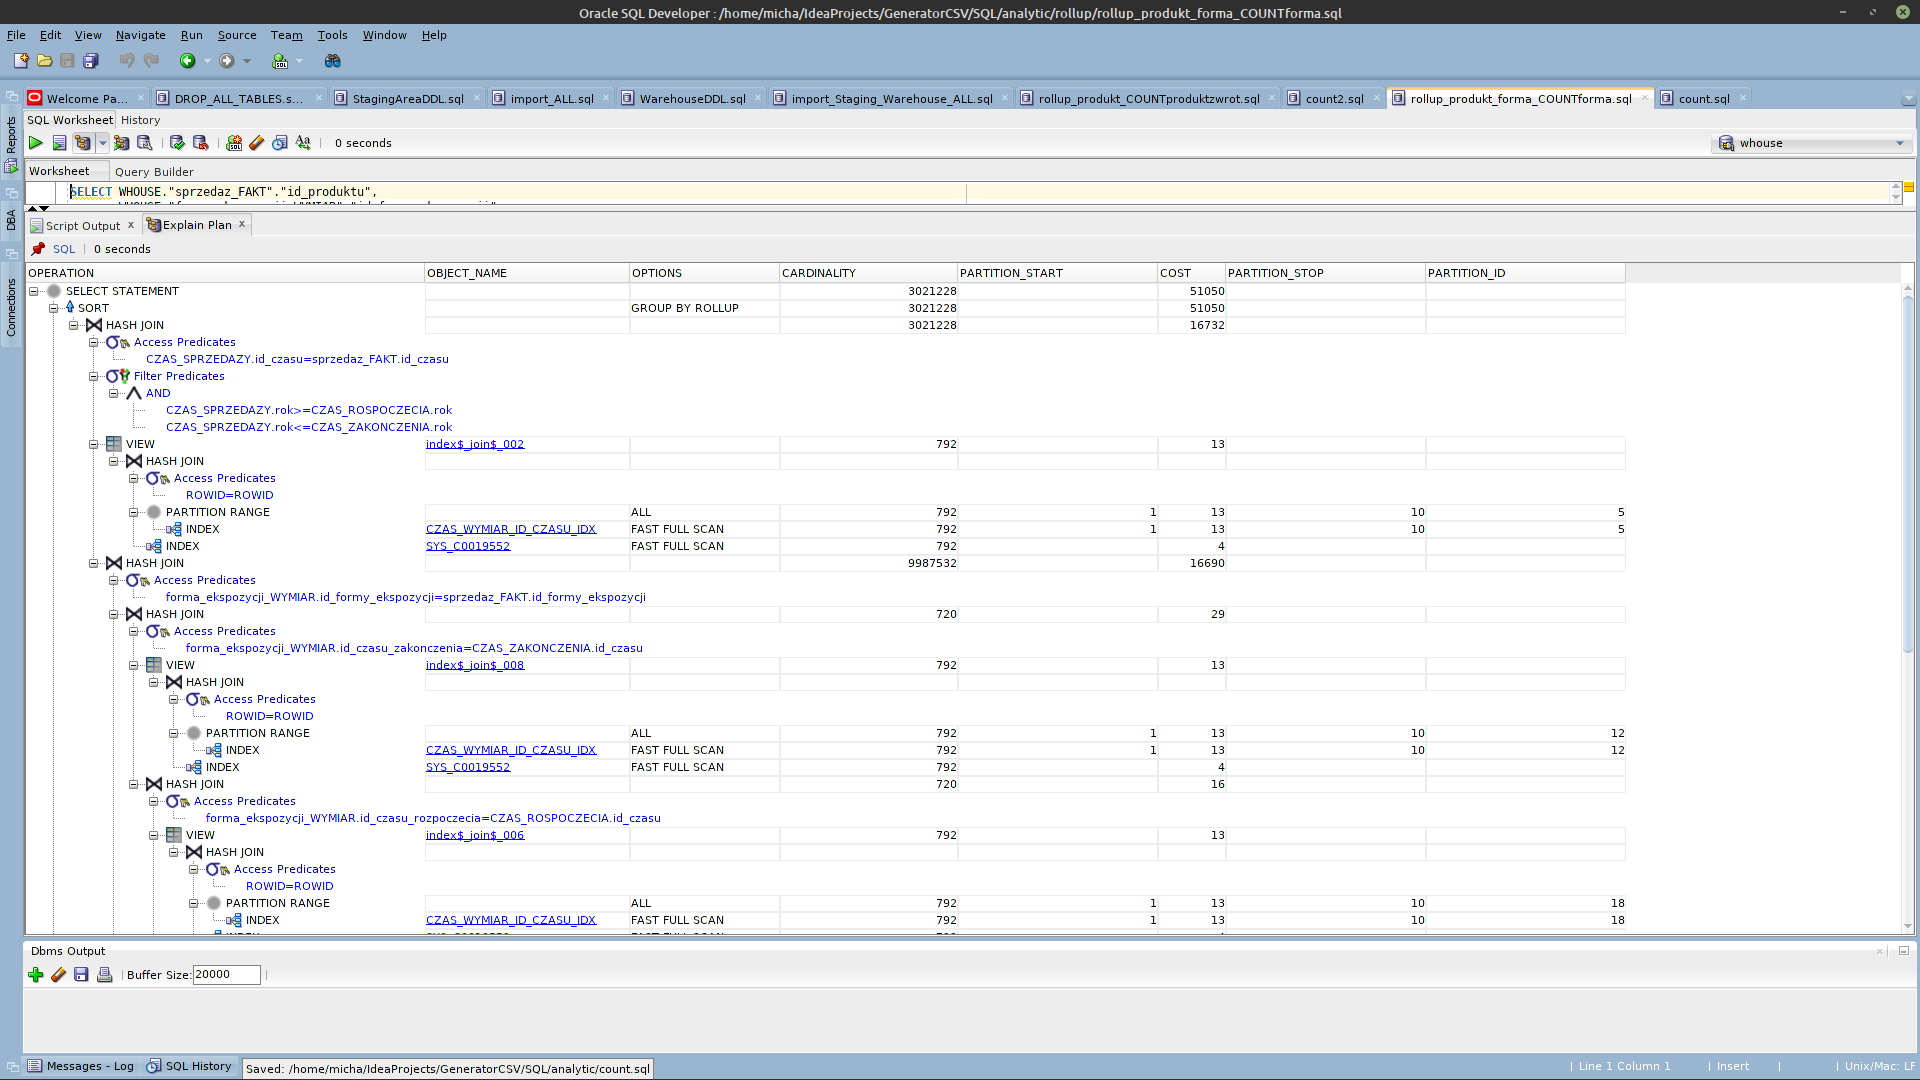 Oracle SQL Developer : /home/micha/IdeaProjects/GeneratorCSV/SQL/analytic/rollup/rollup_produkt_forma_COUNTforma.sql
File Edit View Navigate Run Source Team Tools Window Help
Welcome Pa... DROP_ALL_TABLES.s... StagingAreaDDL.sql import_ALL.sql WarehouseDDL.sql import_Staging_Warehouse_ALL.sql rollup_produkt_COUNTproduktzwrot.sql count2.sql rollup_produkt_forma_COUNTforma.sql count.sql
Reports
DBA
Connections
SQL Worksheet History
0 seconds
whouse
Worksheet Query Builder
SELECT WHOUSE."sprzedaz_FAKT"."id_produktu",
Script Output x Explain Plan x
SQL 0 seconds
OPERATION OBJECT_NAME OPTIONS CARDINALITY PARTITION_START COST PARTITION_STOP PARTITION_ID
SELECT STATEMENT 3021228 51050
SORT GROUP BY ROLLUP 3021228 51050
HASH JOIN 3021228 16732
Access Predicates
CZAS_SPRZEDAZY.id_czasu=sprzedaz_FAKT.id_czasu
Filter Predicates
AND
CZAS_SPRZEDAZY.rok>=CZAS_ROSPOCZECIA.rok
CZAS_SPRZEDAZY.rok<=CZAS_ZAKONCZENIA.rok
VIEW index$_join$_002 792 13
HASH JOIN
Access Predicates
ROWID=ROWID
PARTITION RANGE ALL 792 1 13 10 5
INDEX CZAS_WYMIAR_ID_CZASU_IDX FAST FULL SCAN 792 1 13 10 5
INDEX SYS_C0019552 FAST FULL SCAN 792 4
HASH JOIN 9987532 16690
Access Predicates
forma_ekspozycji_WYMIAR.id_formy_ekspozycji=sprzedaz_FAKT.id_formy_ekspozycji
HASH JOIN 720 29
Access Predicates
forma_ekspozycji_WYMIAR.id_czasu_zakonczenia=CZAS_ZAKONCZENIA.id_czasu
VIEW index$_join$_008 792 13
HASH JOIN
Access Predicates
ROWID=ROWID
PARTITION RANGE ALL 792 1 13 10 12
INDEX CZAS_WYMIAR_ID_CZASU_IDX FAST FULL SCAN 792 1 13 10 12
INDEX SYS_C0019552 FAST FULL SCAN 792 4
HASH JOIN 720 16
Access Predicates
forma_ekspozycji_WYMIAR.id_czasu_rozpoczecia=CZAS_ROSPOCZECIA.id_czasu
VIEW index$_join$_006 792 13
HASH JOIN
Access Predicates
ROWID=ROWID
PARTITION RANGE ALL 792 1 13 10 18
INDEX CZAS_WYMIAR_ID_CZASU_IDX FAST FULL SCAN 792 1 13 10 18
Dbms Output
Buffer Size: 20000
Messages - Log SQL History Saved: /home/micha/IdeaProjects/GeneratorCSV/SQL/analytic/count.sql Line 1 Column 1 Insert Unix/Mac: LF